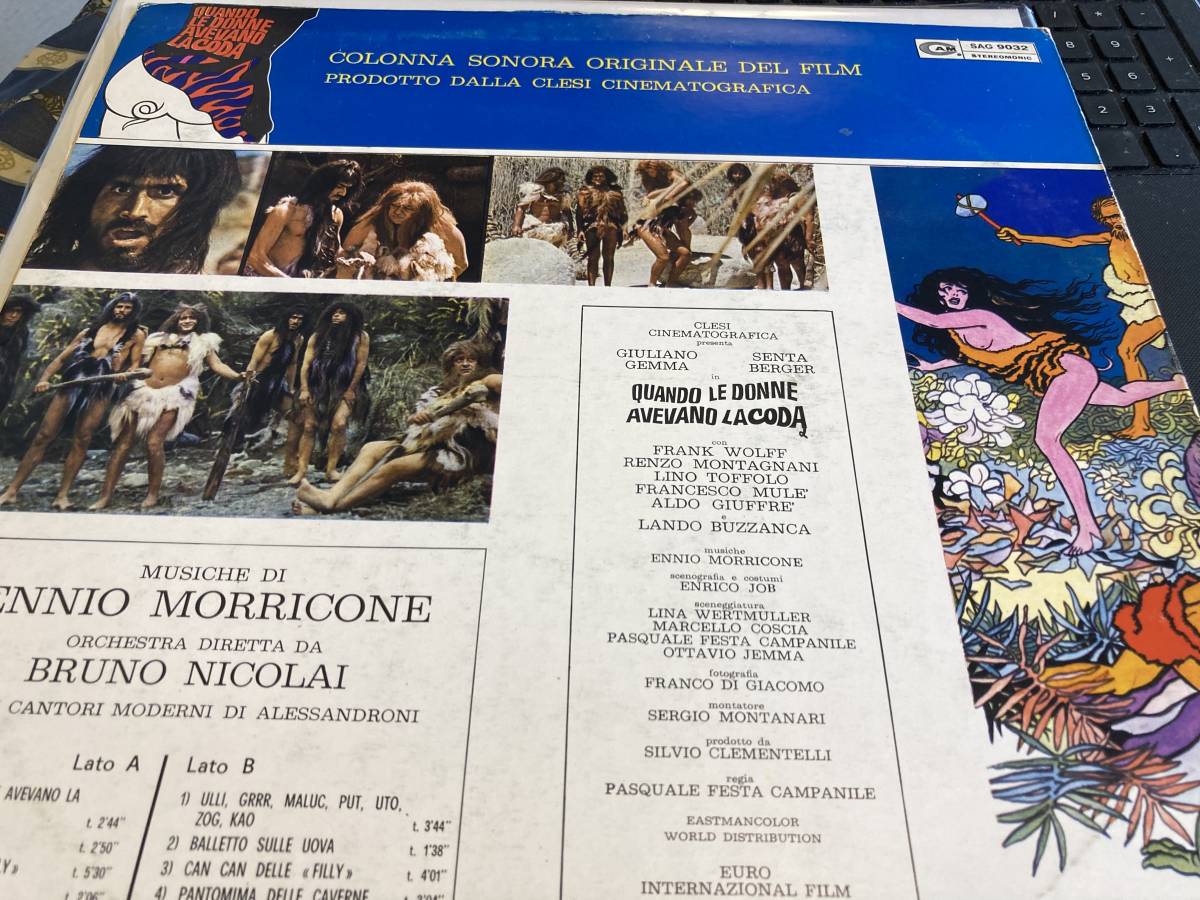 QUANDO
LE DONNE
AVEVANO
LA CODA
COLONNA SONORA ORIGINALE DEL FILM
PRODOTTO DALLA CLESI CINEMATOGRAFICA
CAM
SAG 9032
STEREOMONIC
CLESI
CINEMATOGRAFICA
presenta
GIULIANO GEMMA
SENTA BERGER
in
QUANDO LE DONNE
AVEVANO LA CODA
con
FRANK WOLFF
RENZO MONTAGNANI
LINO TOFFOLO
FRANCESCO MULE'
ALDO GIUFFRE'
e
LANDO BUZZANCA
musiche
ENNIO MORRICONE
scenografia e costumi
ENRICO JOB
sceneggiatura
LINA WERTMULLER
MARCELLO COSCIA
PASQUALE FESTA CAMPANILE
OTTAVIO JEMMA
fotografia
FRANCO DI GIACOMO
montatore
SERGIO MONTANARI
prodotto da
SILVIO CLEMENTELLI
regia
PASQUALE FESTA CAMPANILE
EASTMANCOLOR
WORLD DISTRIBUTION
EURO
INTERNAZIONAL FILM
MUSICHE DI
ENNIO MORRICONE
ORCHESTRA DIRETTA DA
BRUNO NICOLAI
CANTORI MODERNI DI ALESSANDRONI
Lato A
AVEVANO LA
t. 2'44"
t. 2'50"
LY» t. 5'30"
Lato B
1) ULLI, GRRR, MALUC, PUT, UTO,
ZOG, KAO t. 3'44"
2) BALLETTO SULLE UOVA t. 1'38"
3) CAN CAN DELLE «FILLY» t. 4'01"
4) PANTOMIMA DELLE CAVERNE